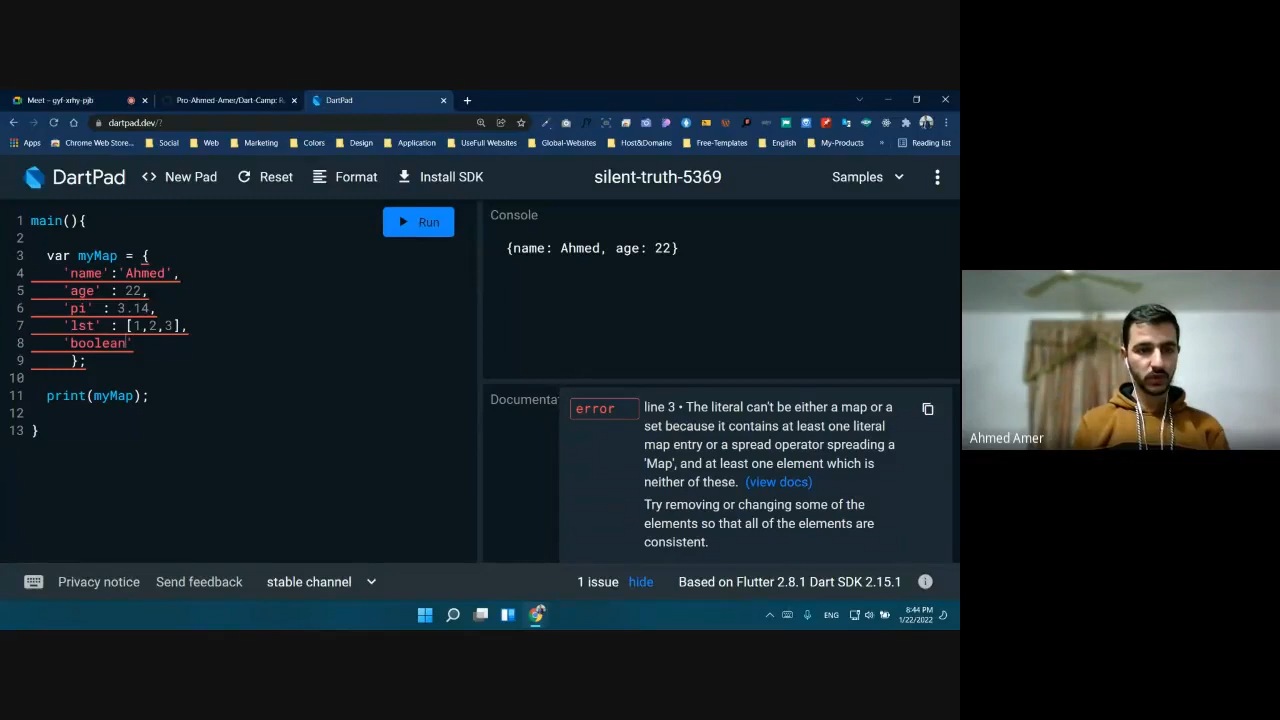 Meet – gyf-xrhy-pjb
Pro-Ahmed-Amer/Dart-Camp: R
DartPad
dartpad.dev/?
Apps
Chrome Web Store...
Social
Web
Marketing
Colors
Design
Application
UseFull Websites
Global-Websites
Host&Domains
Free-Templates
English
My-Products
»
Reading list
DartPad
<> New Pad
Reset
Format
Install SDK
silent-truth-5369
Samples
Run
1 main(){
2
3 var myMap = {
4 'name':'Ahmed',
5 'age' : 22,
6 'pi' : 3.14,
7 'lst' : [1,2,3],
8 'boolean'
9 };
10
11 print(myMap);
12
13 }
Console
{name: Ahmed, age: 22}
Documenta
error
line 3 • The literal can't be either a map or a
set because it contains at least one literal
map entry or a spread operator spreading a
'Map', and at least one element which is
neither of these. (view docs)
Try removing or changing some of the
elements so that all of the elements are
consistent.
Ahmed Amer
Privacy notice
Send feedback
stable channel
1 issue hide
Based on Flutter 2.8.1 Dart SDK 2.15.1
ENG
8:44 PM
1/22/2022